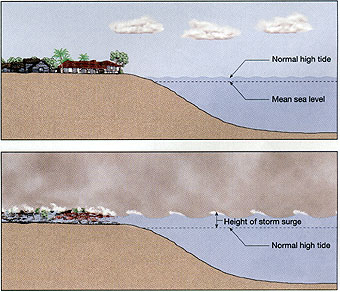 Normal high tide
Mean sea level
Height of storm surge
Normal high tide